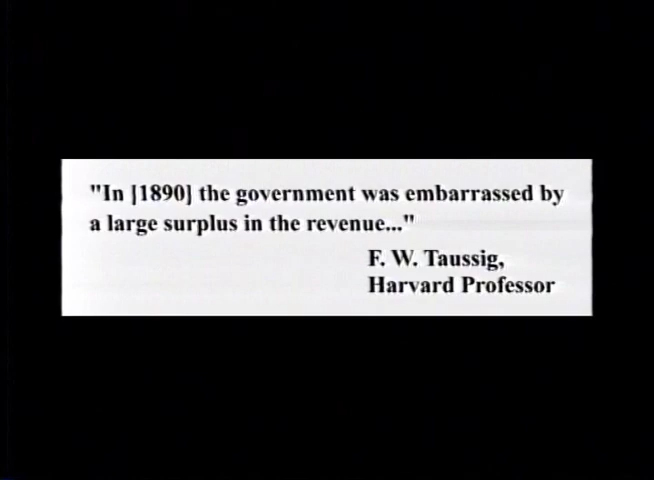 "In [1890] the government was embarrassed by
a large surplus in the revenue..."
F. W. Taussig,
Harvard Professor